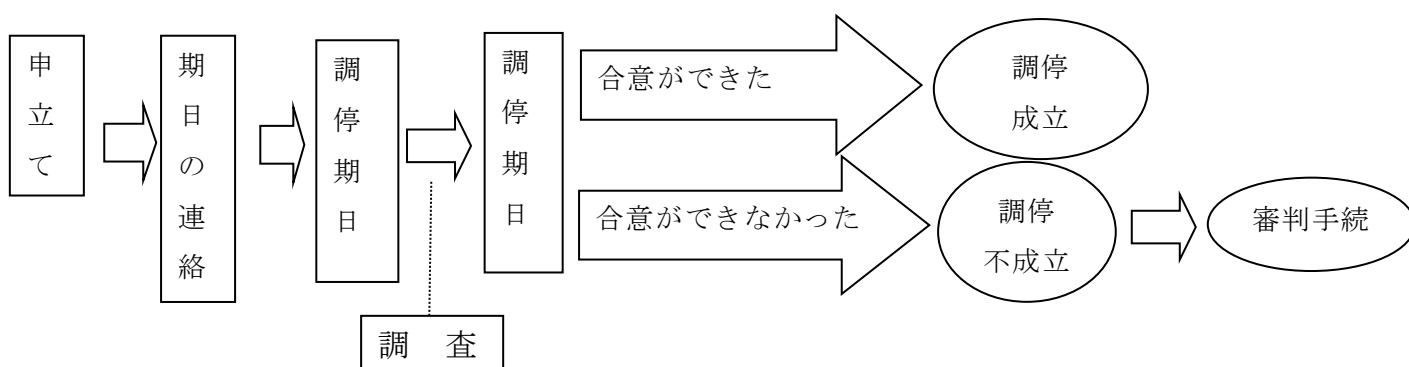 申立て
期日の連絡
調停期日
調停期日
調　査
合意ができた
調停
成立
合意ができなかった
調停
不成立
審判手続